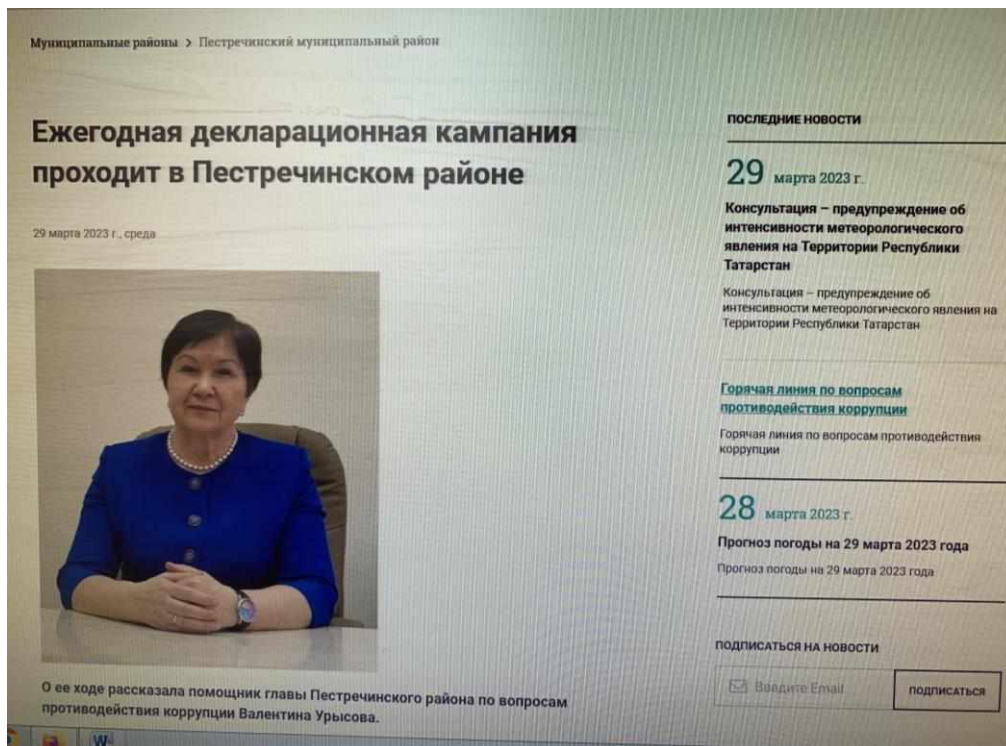 Муниципальные районы > Пестречинский муниципальный район
Ежегодная декларационная кампания
проходит в Пестречинском районе
29 марта 2023 г., среда
О ее ходе рассказала помощник главы Пестречинского района по вопросам
противодействия коррупции Валентина Урысова.
ПОСЛЕДНИЕ НОВОСТИ
29 марта 2023 г.
Консультация – предупреждение об
интенсивности метеорологического
явления на Территории Республики
Татарстан
Консультация – предупреждение об
интенсивности метеорологического явления на
Территории Республики Татарстан
Горячая линия по вопросам
противодействия коррупции
Горячая линия по вопросам противодействия
коррупции
28 марта 2023 г.
Прогноз погоды на 29 марта 2023 года
Прогноз погоды на 29 марта 2023 года
ПОДПИСАТЬСЯ НА НОВОСТИ
Введите Email
ПОДПИСАТЬСЯ
W